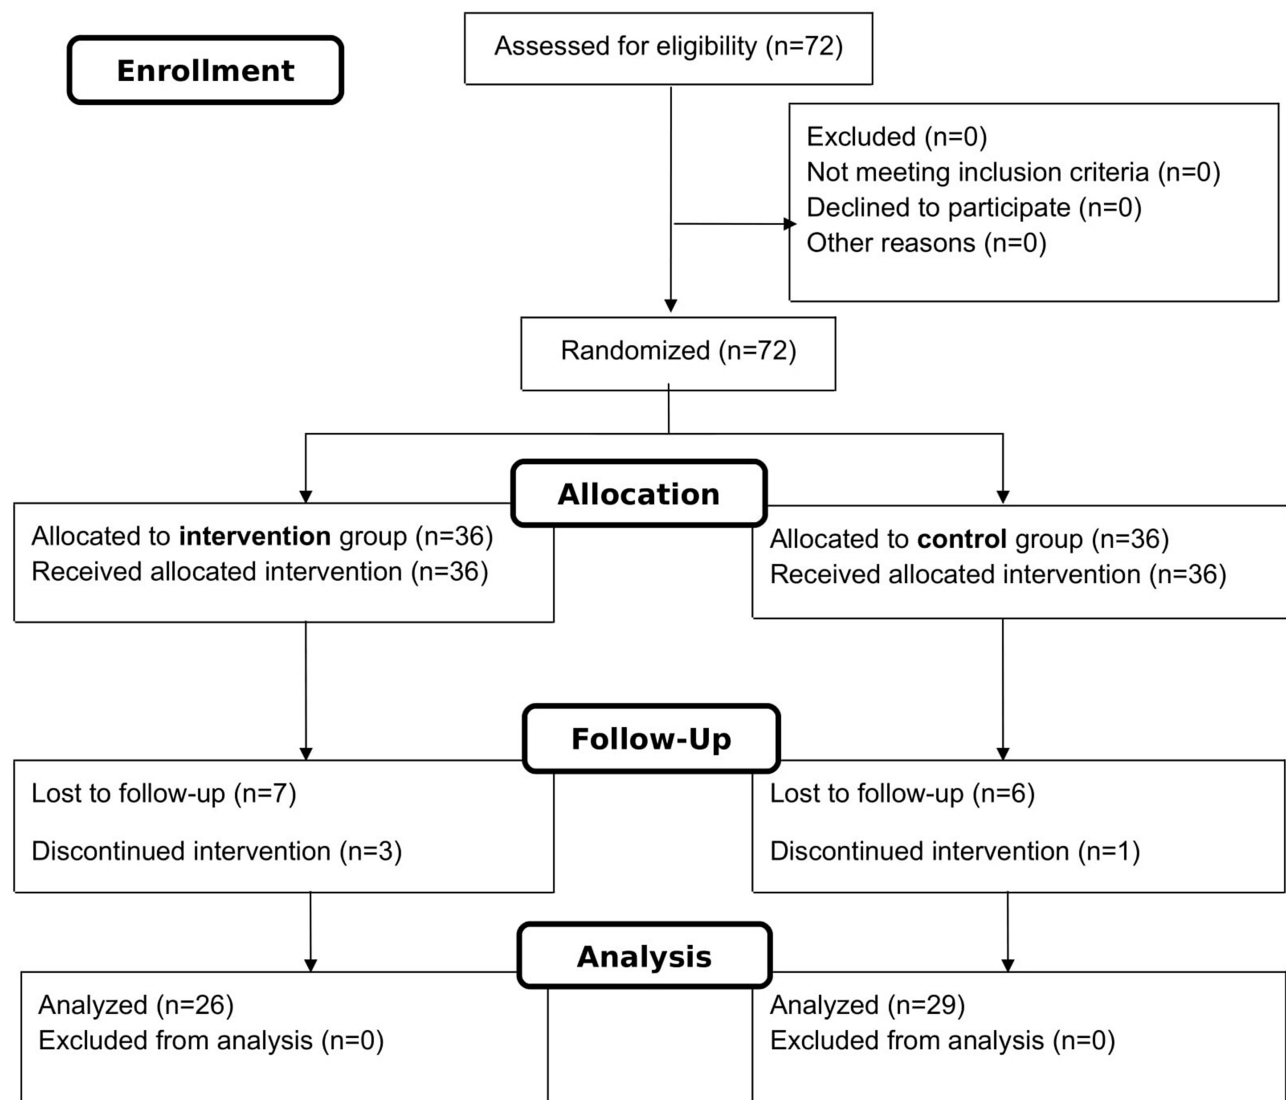 Enrollment
Assessed for eligibility (n=72)
Excluded (n=0)
Not meeting inclusion criteria (n=0)
Declined to participate (n=0)
Other reasons (n=0)
Randomized (n=72)
Allocation
Allocated to intervention group (n=36)
Received allocated intervention (n=36)
Allocated to control group (n=36)
Received allocated intervention (n=36)
Follow-Up
Lost to follow-up (n=7)
Discontinued intervention (n=3)
Lost to follow-up (n=6)
Discontinued intervention (n=1)
Analysis
Analyzed (n=26)
Excluded from analysis (n=0)
Analyzed (n=29)
Excluded from analysis (n=0)